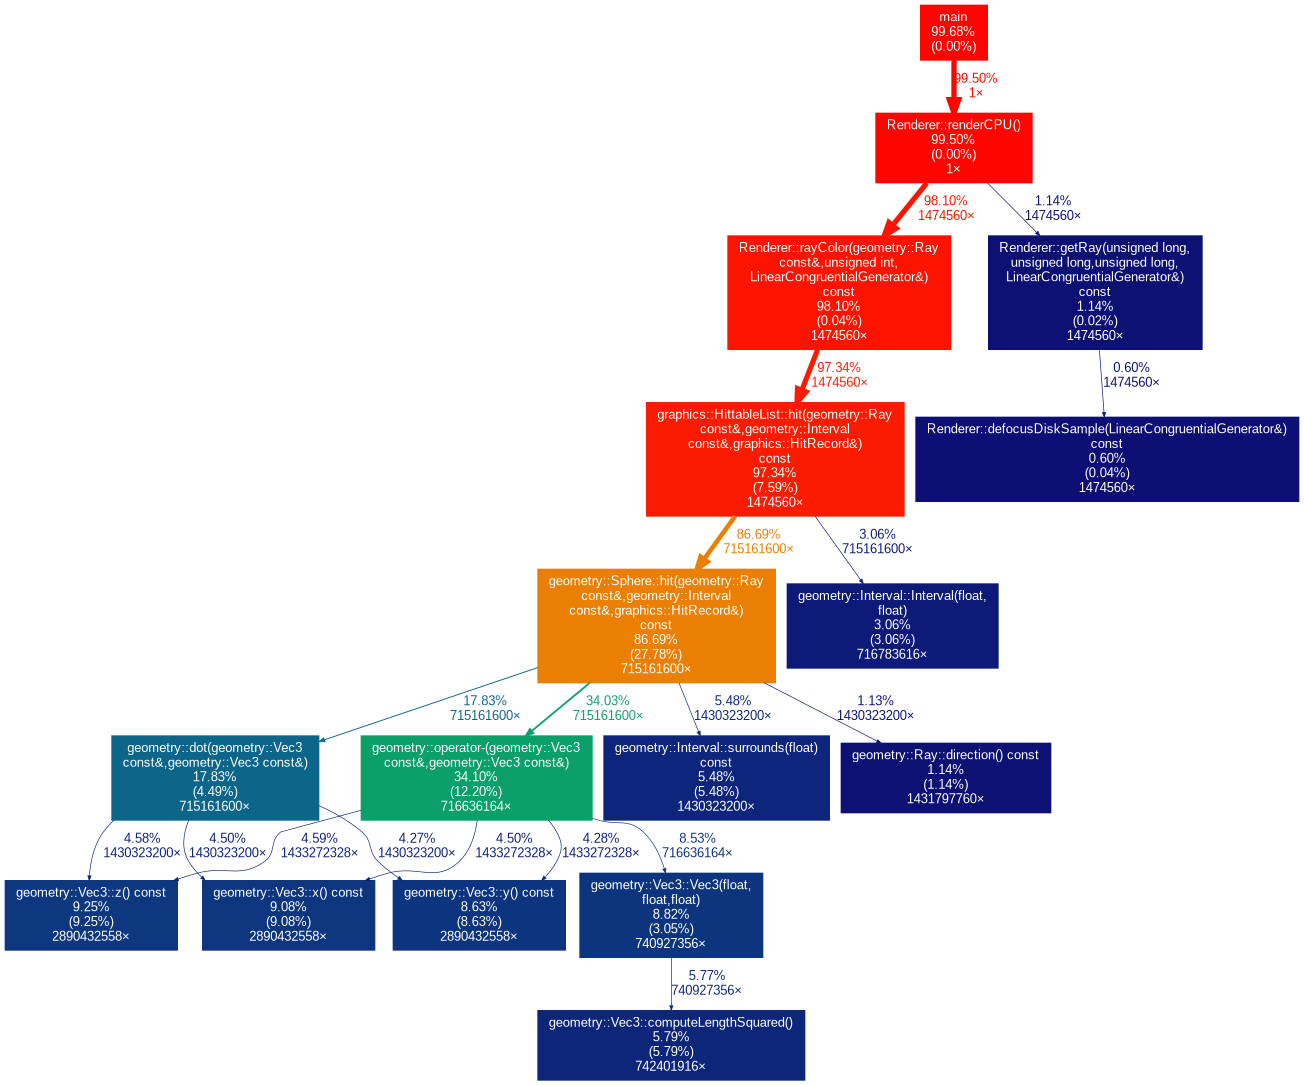 main
99.68%
(0.00%)
99.50%
1×
Renderer::renderCPU()
99.50%
(0.00%)
1×
98.10%
1474560×
1.14%
1474560×
Renderer::rayColor(geometry::Ray
const&,unsigned int,
LinearCongruentialGenerator&)
const
98.10%
(0.04%)
1474560×
Renderer::getRay(unsigned long,
unsigned long,unsigned long,
LinearCongruentialGenerator&)
const
1.14%
(0.02%)
1474560×
97.34%
1474560×
0.60%
1474560×
graphics::HittableList::hit(geometry::Ray
const&,geometry::Interval
const&,graphics::HitRecord&)
const
97.34%
(7.59%)
1474560×
Renderer::defocusDiskSample(LinearCongruentialGenerator&)
const
0.60%
(0.04%)
1474560×
86.69%
715161600×
3.06%
715161600×
geometry::Sphere::hit(geometry::Ray
const&,geometry::Interval
const&,graphics::HitRecord&)
const
86.69%
(27.78%)
715161600×
geometry::Interval::Interval(float,
float)
3.06%
(3.06%)
716783616×
17.83%
715161600×
34.03%
715161600×
5.48%
1430323200×
1.13%
1430323200×
geometry::dot(geometry::Vec3
const&,geometry::Vec3 const&)
17.83%
(4.49%)
715161600×
geometry::operator-(geometry::Vec3
const&,geometry::Vec3 const&)
34.10%
(12.20%)
716636164×
geometry::Interval::surrounds(float)
const
5.48%
(5.48%)
1430323200×
geometry::Ray::direction() const
1.14%
(1.14%)
1431797760×
4.58%
1430323200×
4.50%
1430323200×
4.59%
1433272328×
4.27%
1430323200×
4.50%
1433272328×
4.28%
1433272328×
8.53%
716636164×
geometry::Vec3::z() const
9.25%
(9.25%)
2890432558×
geometry::Vec3::x() const
9.08%
(9.08%)
2890432558×
geometry::Vec3::y() const
8.63%
(8.63%)
2890432558×
geometry::Vec3::Vec3(float,
float,float)
8.82%
(3.05%)
740927356×
5.77%
740927356×
geometry::Vec3::computeLengthSquared()
5.79%
(5.79%)
742401916×